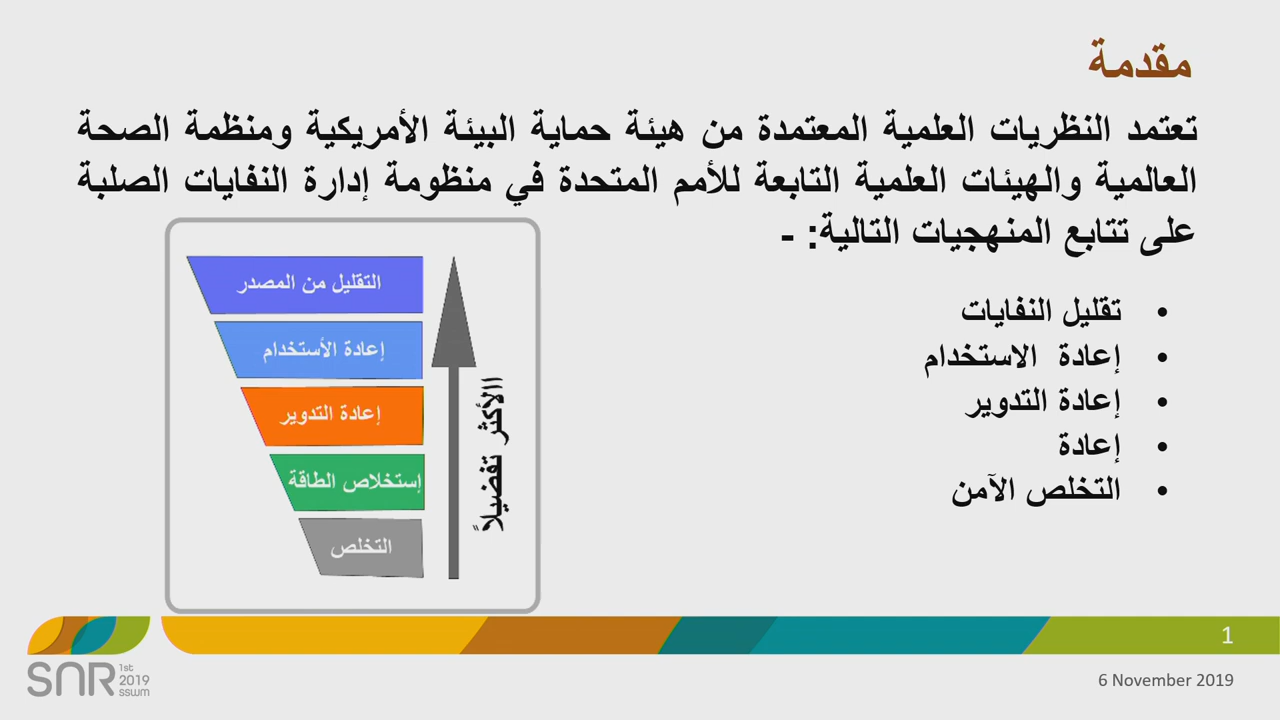 مقدمة
تعتمد النظريات العلمية المعتمدة من هيئة حماية البيئة الأمريكية ومنظمة الصحة
العالمية والهيئات العلمية التابعة للأمم المتحدة في منظومة إدارة النفايات الصلبة
على تتابع المنهجيات التالية: -
• تقليل النفايات
• إعادة الاستخدام
• إعادة التدوير
• إعادة
• التخلص الآمن
التقليل من المصدر
إعادة الأستخدام
إعادة التدوير
إستخلاص الطاقة
التخلص
االأكثر تفضيلاً
1
SNR 1st
2019
sswm
6 November 2019